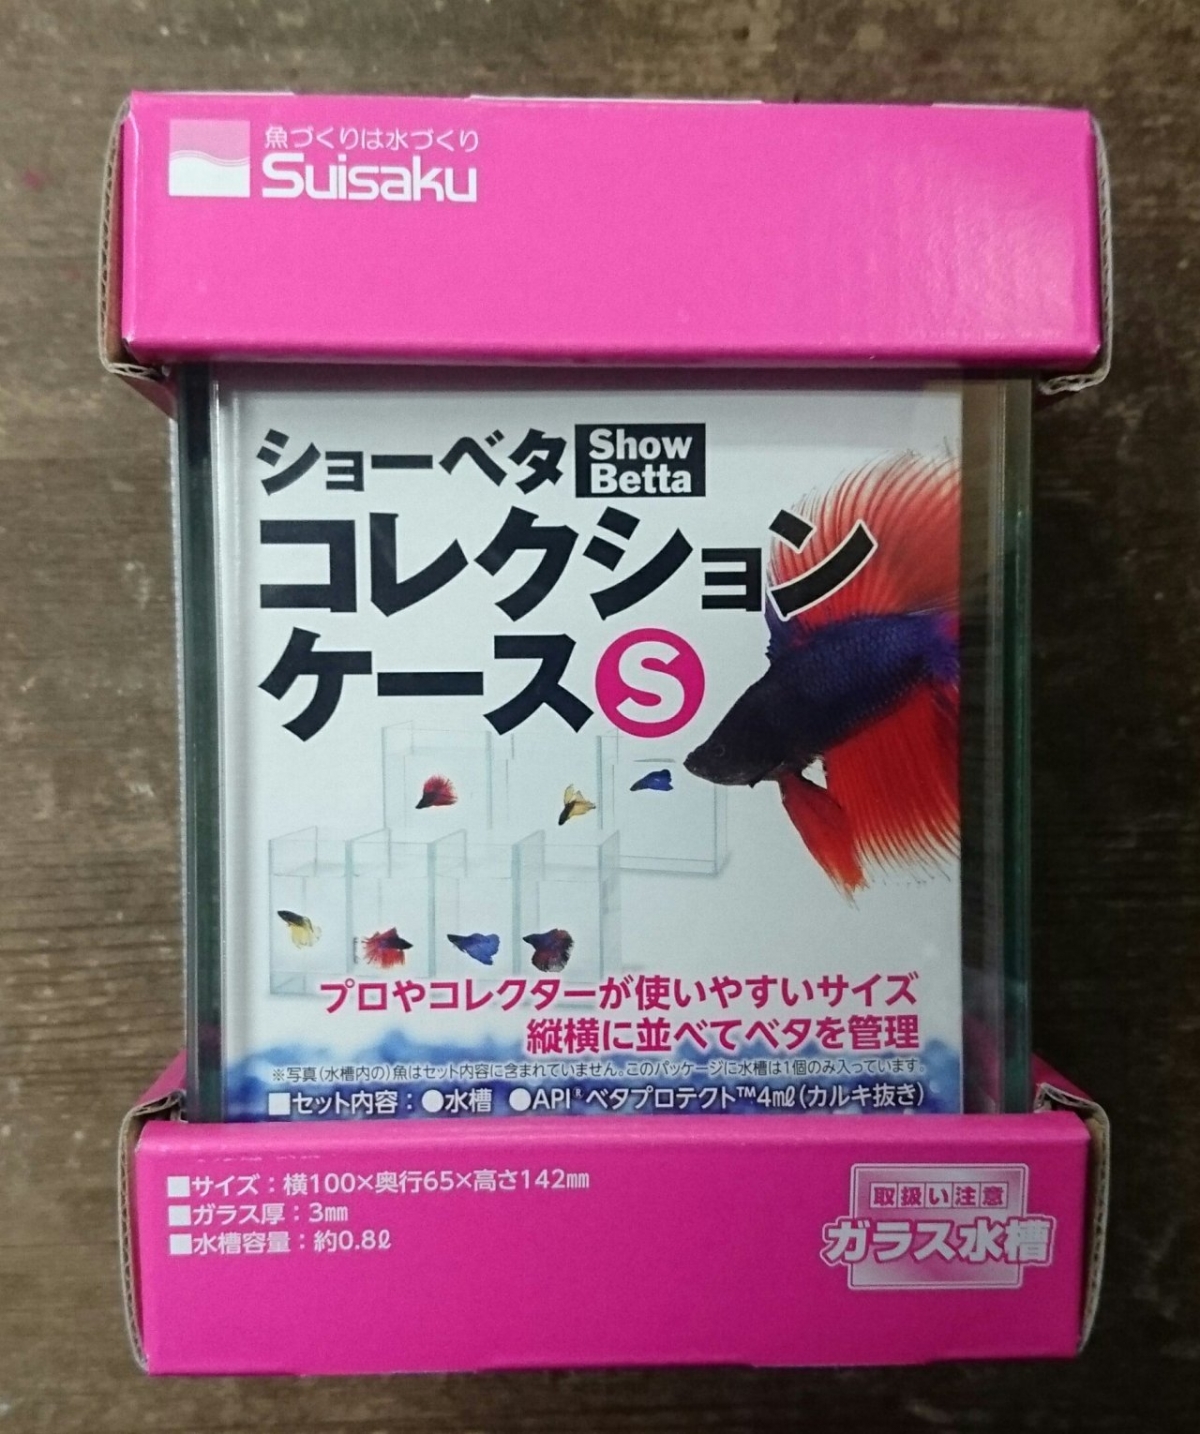 魚づくりは水づくり
Suisaku
ショーベタ Show Betta
コレクション
ケース S
プロやコレクターが使いやすいサイズ
縦横に並べてベタを管理
※写真(水槽内の)魚はセット内容に含まれていません。このパッケージに水槽は1個のみ入っています。
■セット内容:●水槽 ●API®ベタプロテクト™4mℓ(カルキ抜き)
■サイズ:横100×奥行65×高さ142mm
■ガラス厚:3mm
■水槽容量:約0.8ℓ
取扱い注意
ガラス水槽